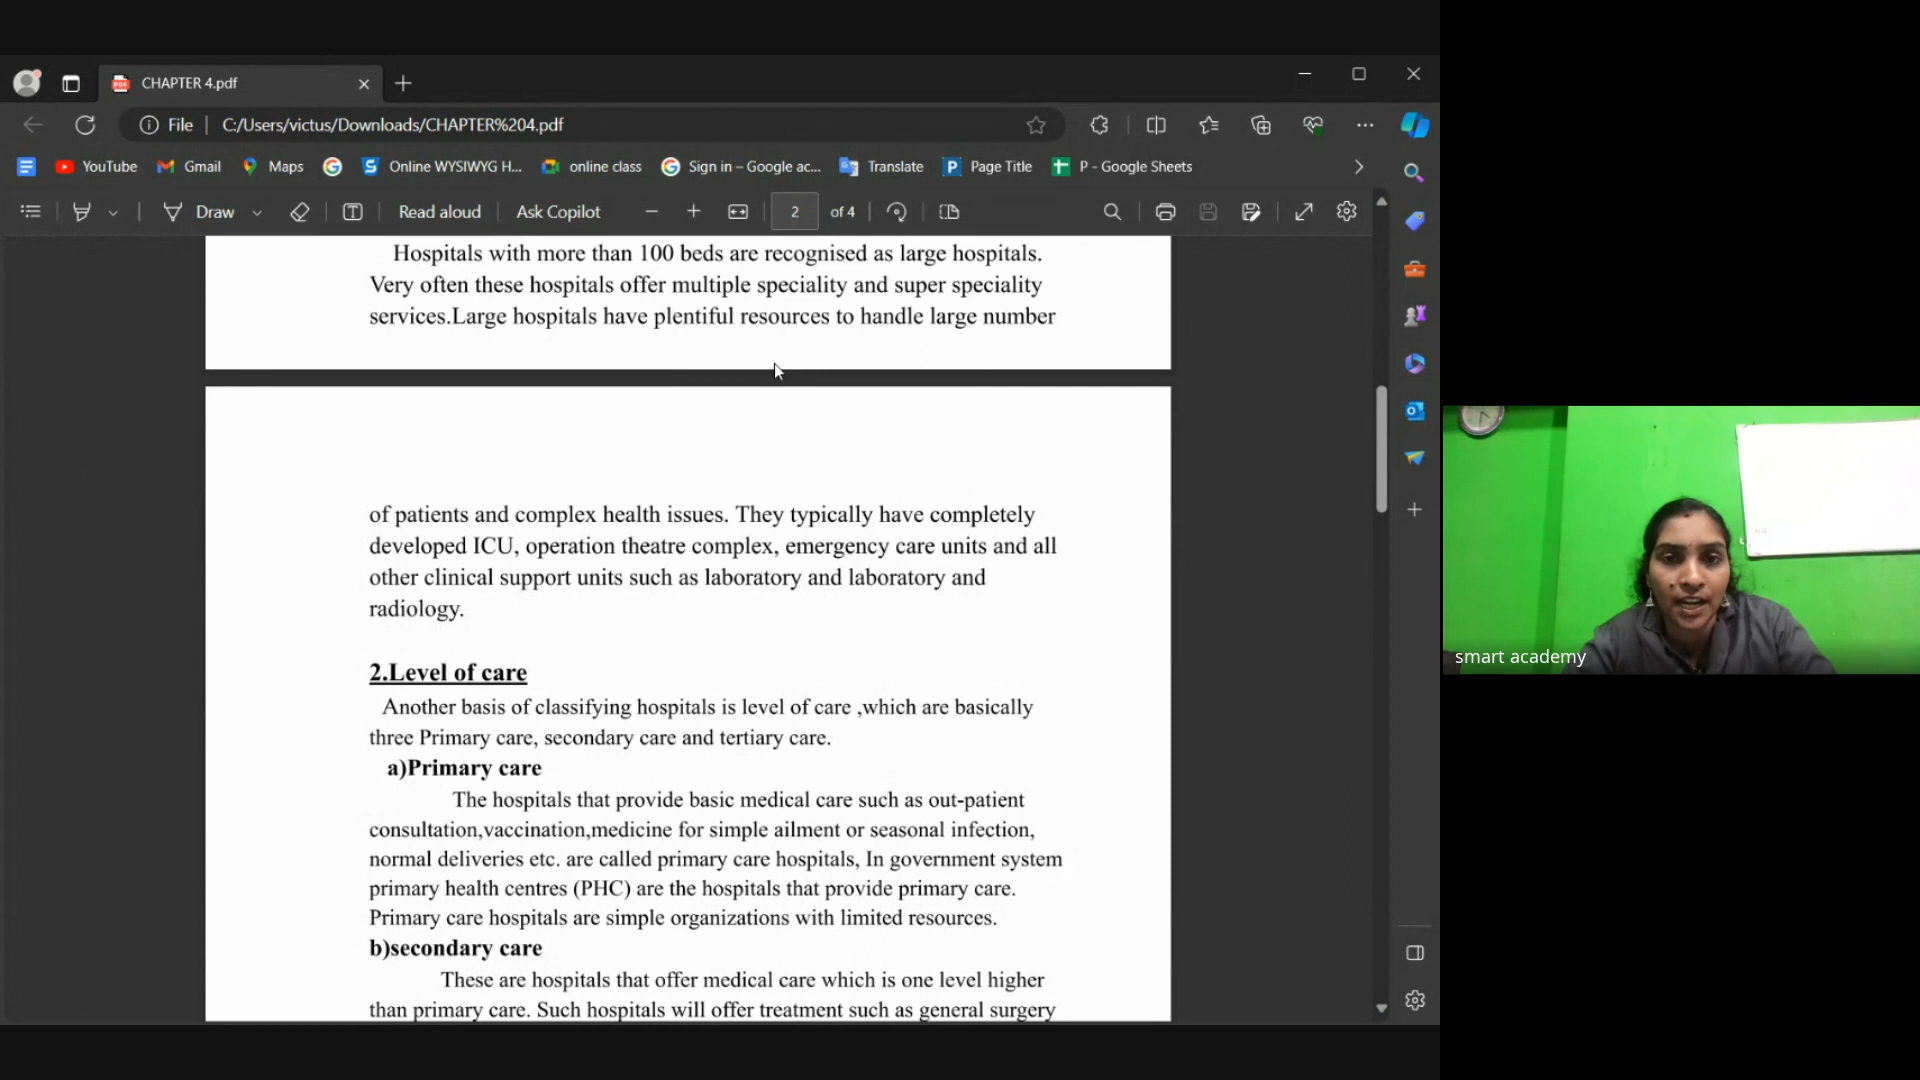 CHAPTER 4.pdf
File
C:/Users/victus/Downloads/CHAPTER%204.pdf
YouTube
Gmail
Maps
Online WYSIWYG H...
online class
Sign in – Google ac...
Translate
P
Page Title
P - Google Sheets
Draw
Read aloud
Ask Copilot
2
of 4
Hospitals with more than 100 beds are recognised as large hospitals.
Very often these hospitals offer multiple speciality and super speciality
services.Large hospitals have plentiful resources to handle large number
of patients and complex health issues. They typically have completely
developed ICU, operation theatre complex, emergency care units and all
other clinical support units such as laboratory and laboratory and
radiology.
2.Level of care
Another basis of classifying hospitals is level of care ,which are basically
three Primary care, secondary care and tertiary care.
a)Primary care
The hospitals that provide basic medical care such as out-patient
consultation,vaccination,medicine for simple ailment or seasonal infection,
normal deliveries etc. are called primary care hospitals, In government system
primary health centres (PHC) are the hospitals that provide primary care.
Primary care hospitals are simple organizations with limited resources.
b)secondary care
These are hospitals that offer medical care which is one level higher
than primary care. Such hospitals will offer treatment such as general surgery
smart academy